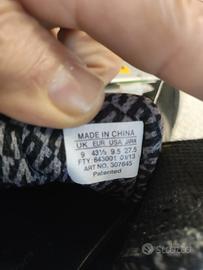 MADE IN CHINA
UK EUR USA JAPAN
9 43⅓ 9.5 27.5
FTY: 643001 01/13
ART NO. 307645
Patented
Subito.it